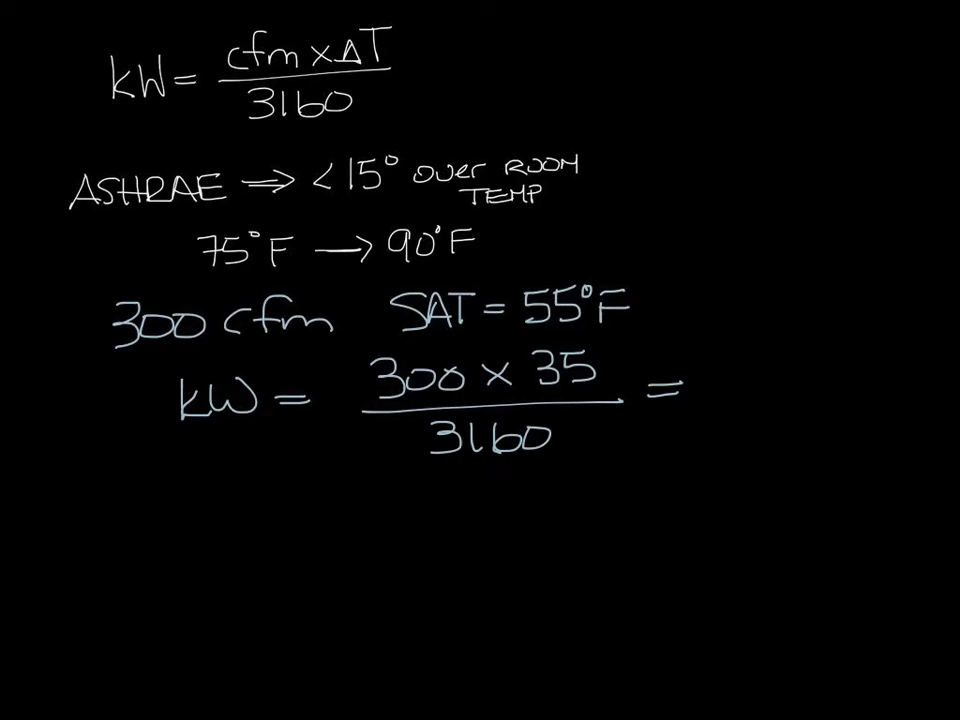 kW = cfm x ΔT
3160
ASHRAE ⇒ < 15° over ROOM
TEMP
75°F → 90°F
300 cfm SAT = 55°F
kW = 300 x 35 =
3160